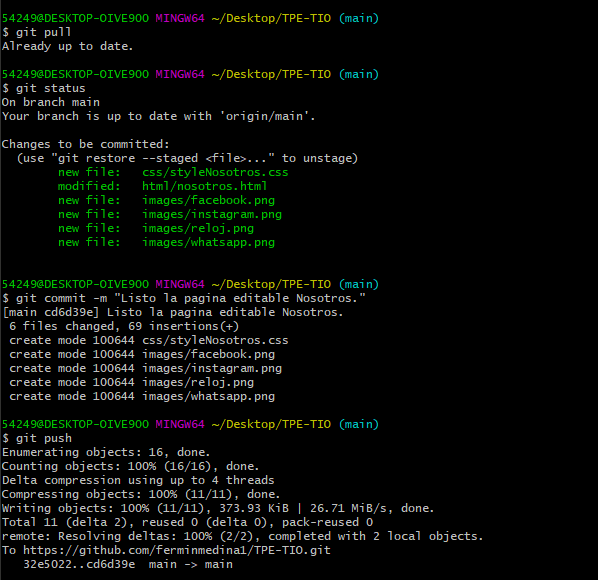 54249@DESKTOP-OIVE9OO MINGW64 ~/Desktop/TPE-TIO (main)
$ git pull
Already up to date.
54249@DESKTOP-OIVE9OO MINGW64 ~/Desktop/TPE-TIO (main)
$ git status
On branch main
Your branch is up to date with 'origin/main'.
Changes to be committed:
  (use "git restore --staged <file>..." to unstage)
        new file:   css/styleNosotros.css
        modified:   html/nosotros.html
        new file:   images/facebook.png
        new file:   images/instagram.png
        new file:   images/reloj.png
        new file:   images/whatsapp.png
54249@DESKTOP-OIVE9OO MINGW64 ~/Desktop/TPE-TIO (main)
$ git commit -m "Listo la pagina editable Nosotros."
[main cd6d39e] Listo la pagina editable Nosotros.
 6 files changed, 69 insertions(+)
 create mode 100644 css/styleNosotros.css
 create mode 100644 images/facebook.png
 create mode 100644 images/instagram.png
 create mode 100644 images/reloj.png
 create mode 100644 images/whatsapp.png
54249@DESKTOP-OIVE9OO MINGW64 ~/Desktop/TPE-TIO (main)
$ git push
Enumerating objects: 16, done.
Counting objects: 100% (16/16), done.
Delta compression using up to 4 threads
Compressing objects: 100% (11/11), done.
Writing objects: 100% (11/11), 373.93 KiB | 26.71 MiB/s, done.
Total 11 (delta 2), reused 0 (delta 0), pack-reused 0
remote: Resolving deltas: 100% (2/2), completed with 2 local objects.
To https://github.com/ferminmedina1/TPE-TIO.git
   32e5022..cd6d39e  main -> main